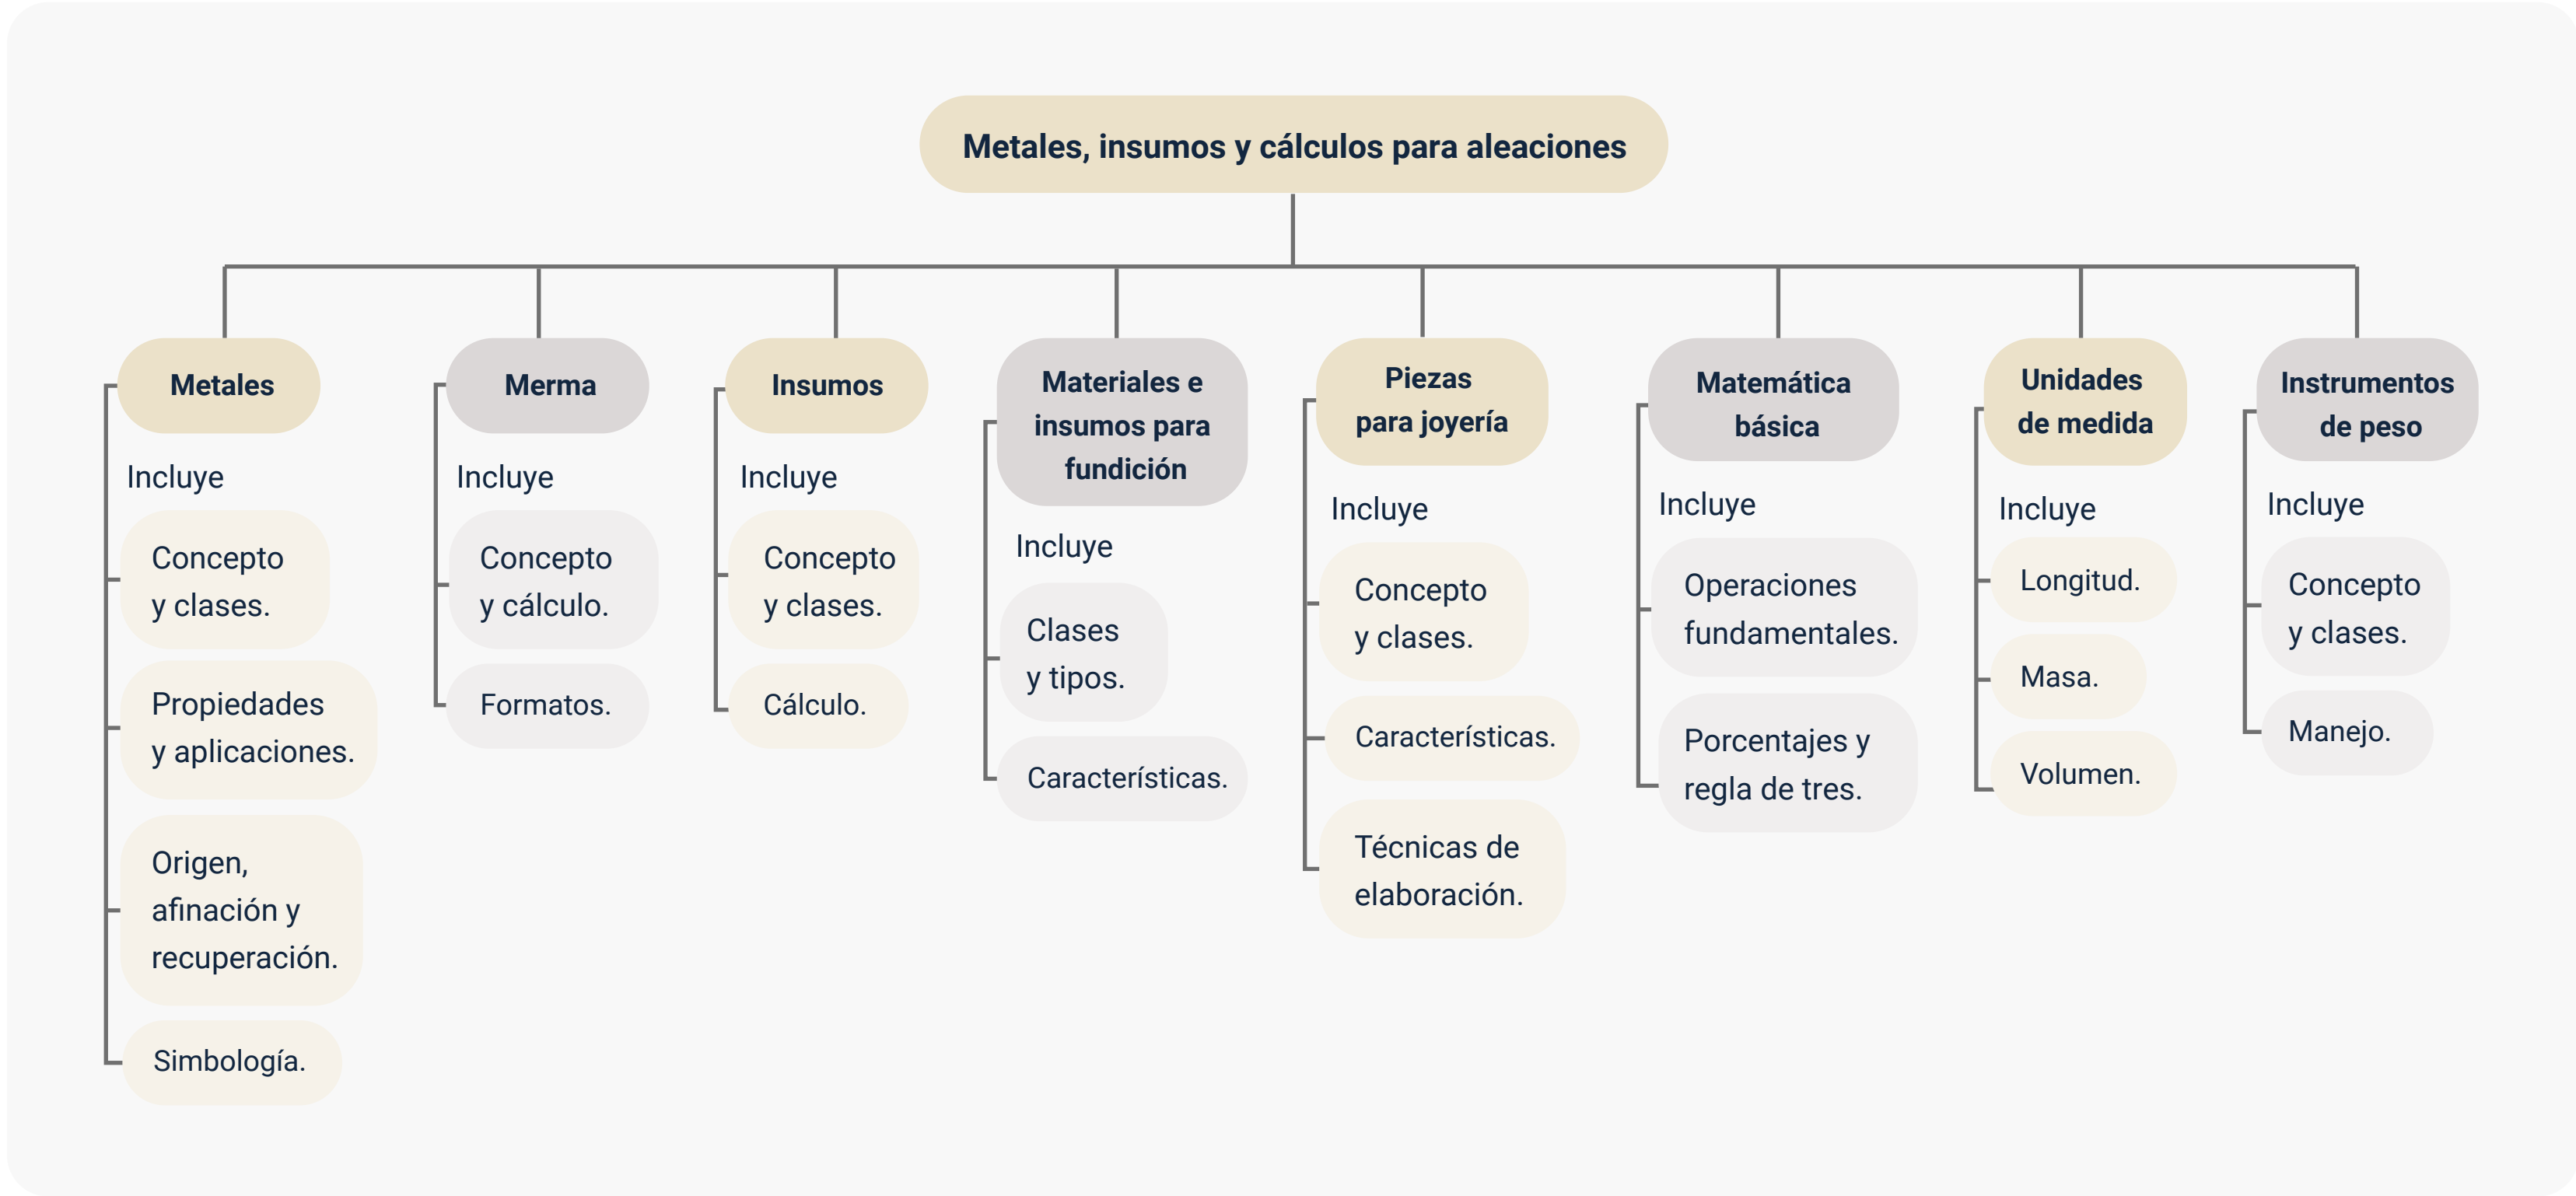 Metales, insumos y cálculos para aleaciones
Metales
Incluye
Concepto
y clases.
Propiedades
y aplicaciones.
Origen,
afinación y
recuperación.
Simbología.
Merma
Incluye
Concepto
y cálculo.
Formatos.
Insumos
Incluye
Concepto
y clases.
Cálculo.
Materiales e
insumos para
fundición
Incluye
Clases
y tipos.
Características.
Piezas
para joyería
Incluye
Concepto
y clases.
Características.
Técnicas de
elaboración.
Matemática
básica
Incluye
Operaciones
fundamentales.
Porcentajes y
regla de tres.
Unidades
de medida
Incluye
Longitud.
Masa.
Volumen.
Instrumentos
de peso
Incluye
Concepto
y clases.
Manejo.